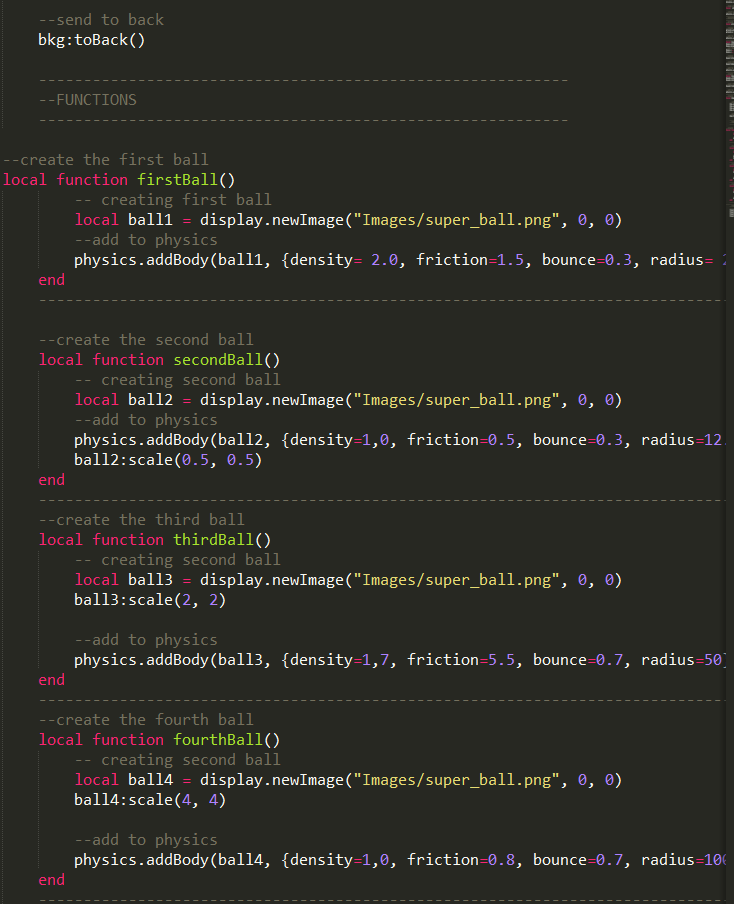 --send to back
bkg:toBack()
-----------------------------------------------------------
--FUNCTIONS
-----------------------------------------------------------
--create the first ball
local function firstBall()
-- creating first ball
local ball1 = display.newImage("Images/super_ball.png", 0, 0)
--add to physics
physics.addBody(ball1, {density= 2.0, friction=1.5, bounce=0.3, radius=
end
-----------------------------------------------------------------------------
--create the second ball
local function secondBall()
-- creating second ball
local ball2 = display.newImage("Images/super_ball.png", 0, 0)
--add to physics
physics.addBody(ball2, {density=1,0, friction=0.5, bounce=0.3, radius=12.
ball2:scale(0.5, 0.5)
end
-----------------------------------------------------------------------------
--create the third ball
local function thirdBall()
-- creating second ball
local ball3 = display.newImage("Images/super_ball.png", 0, 0)
ball3:scale(2, 2)
--add to physics
physics.addBody(ball3, {density=1,7, friction=5.5, bounce=0.7, radius=50
end
-----------------------------------------------------------------------------
--create the fourth ball
local function fourthBall()
-- creating second ball
local ball4 = display.newImage("Images/super_ball.png", 0, 0)
ball4:scale(4, 4)
--add to physics
physics.addBody(ball4, {density=1,0, friction=0.8, bounce=0.7, radius=100
end
-----------------------------------------------------------------------------